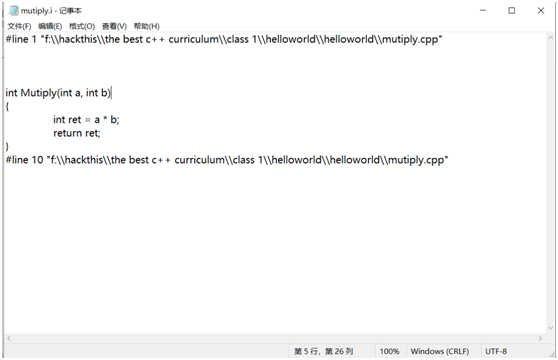 mutiply.i - 记事本
文件(F) 编辑(E) 格式(O) 查看(V) 帮助(H)
#line 1 "f:\\hackthis\\the best c++ curriculum\\class 1\\helloworld\\helloworld\\mutiply.cpp"
int Mutiply(int a, int b)
{
int ret = a * b;
return ret;
}
#line 10 "f:\\hackthis\\the best c++ curriculum\\class 1\\helloworld\\helloworld\\mutiply.cpp"
第 5 行，第 26 列 100% Windows (CRLF) UTF-8